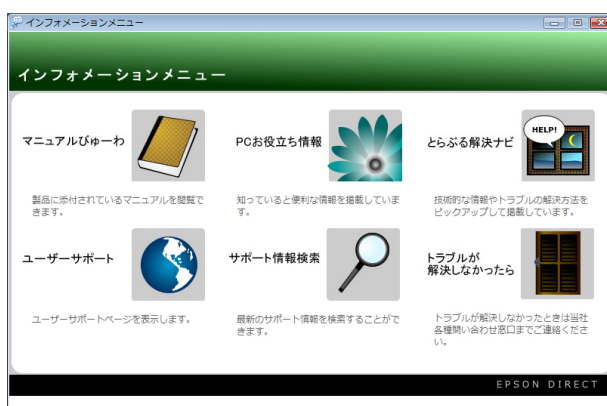 インフォメーションメニュー
インフォメーションメニュー
マニュアルびゅーわ
製品に添付されているマニュアルを閲覧で
きます。
PCお役立ち情報
知っていると便利な情報を掲載していま
す。
とらぶる解決ナビ
HELP!
技術的な情報やトラブルの解決方法を
ピックアップして掲載しています。
ユーザーサポート
ユーザーサポートページを表示します。
サポート情報検索
最新のサポート情報を検索することがで
きます。
トラブルが
解決しなかったら
トラブルが解決しなかったときは当社
各種問い合わせ窓口までご連絡くださ
い。
EPSON DIRECT